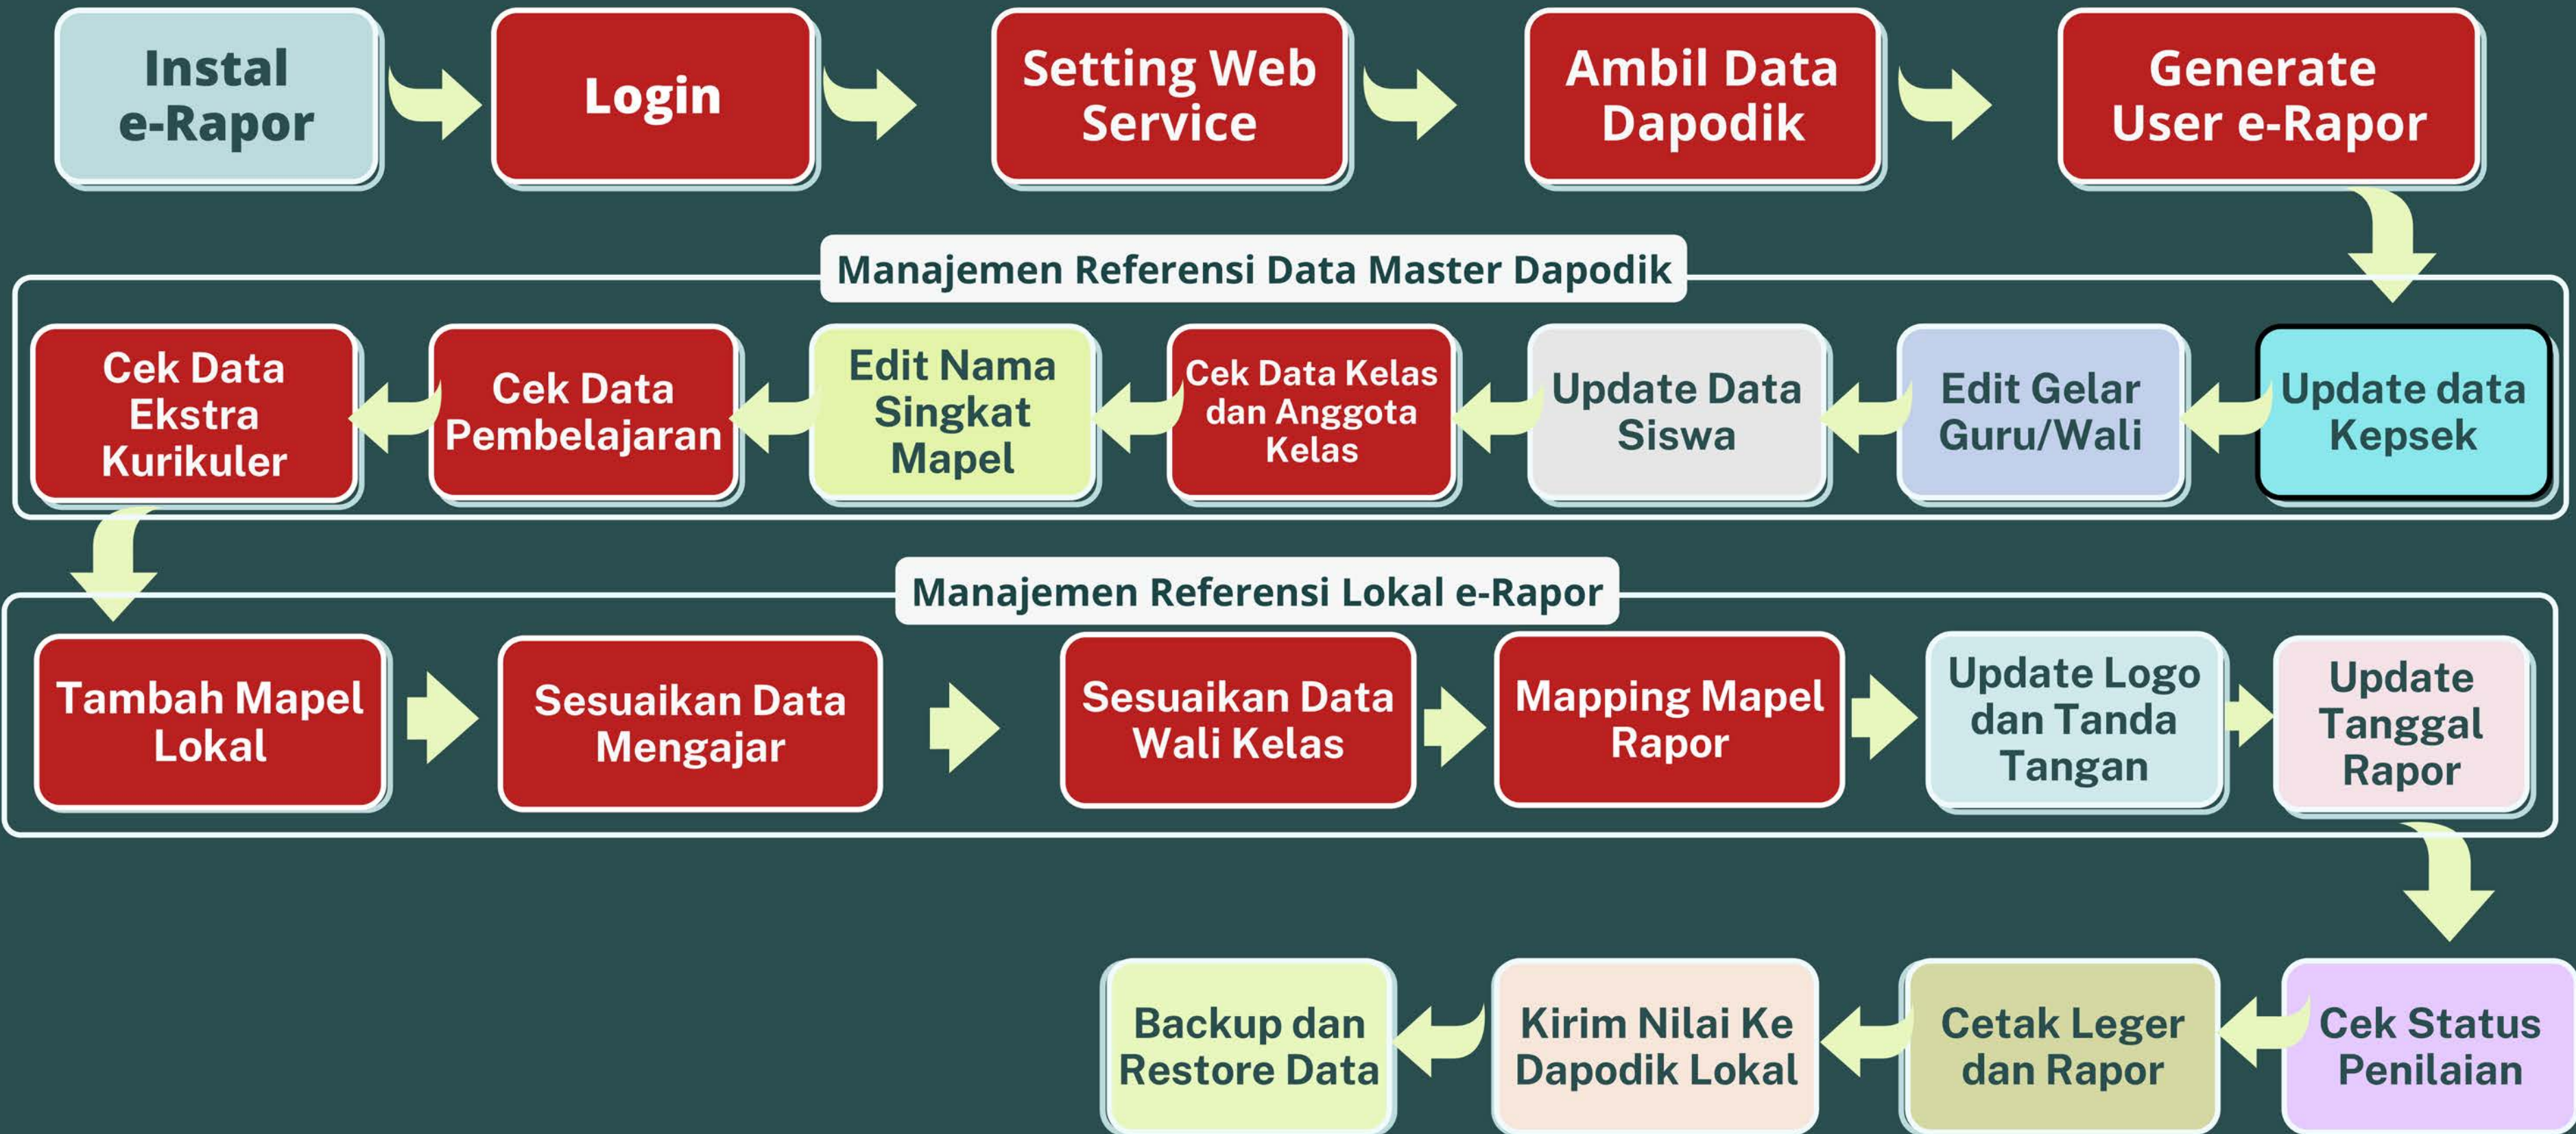 Instal
e-Rapor
Login
Setting Web
Service
Ambil Data
Dapodik
Generate
User e-Rapor
Manajemen Referensi Data Master Dapodik
Update data
Kepsek
Edit Gelar
Guru/Wali
Update Data
Siswa
Cek Data Kelas
dan Anggota
Kelas
Edit Nama
Singkat
Mapel
Cek Data
Pembelajaran
Cek Data
Ekstra
Kurikuler
Manajemen Referensi Lokal e-Rapor
Tambah Mapel
Lokal
Sesuaikan Data
Mengajar
Sesuaikan Data
Wali Kelas
Mapping Mapel
Rapor
Update Logo
dan Tanda
Tangan
Update
Tanggal
Rapor
Cek Status
Penilaian
Cetak Leger
dan Rapor
Kirim Nilai Ke
Dapodik Lokal
Backup dan
Restore Data